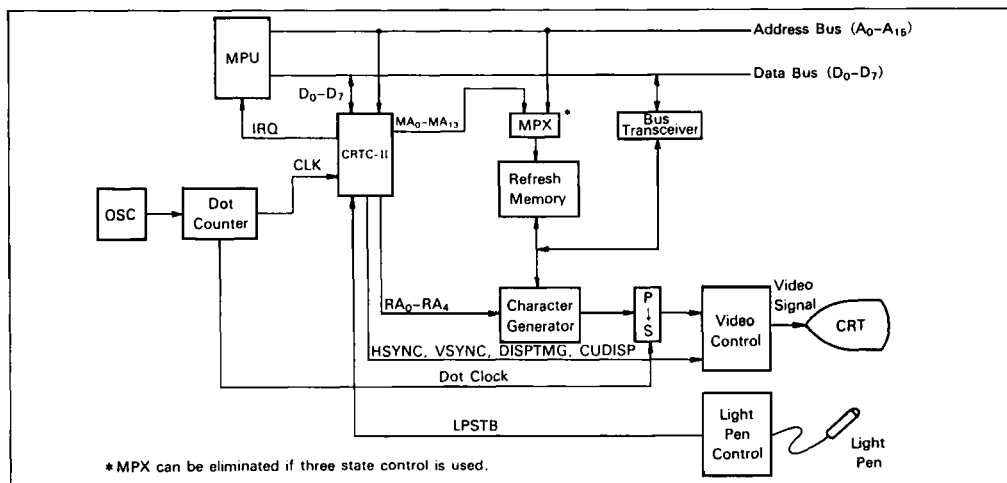 Address Bus (A₀–A₁₅)
MPU
Data Bus (D₀–D₇)
D₀–D₇
MA₀–MA₁₃
MPX
*
Bus
Transceiver
IRQ
CRTC-II
CLK
Refresh
Memory
OSC
Dot
Counter
RA₀–RA₄
Character
Generator
P
↓
S
Video
Control
Video
Signal
CRT
HSYNC, VSYNC, DISPTMG, CUDISP
Dot Clock
LPSTB
Light
Pen
Control
Light
Pen
* MPX can be eliminated if three state control is used.